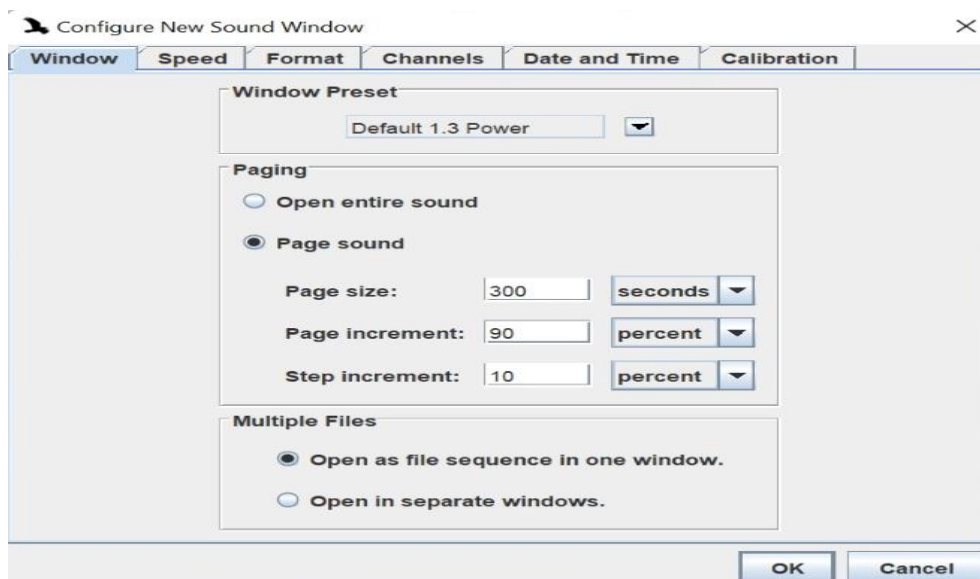 Configure New Sound Window
Window Speed Format Channels Date and Time Calibration
Window Preset
Default 1.3 Power
Paging
Open entire sound
Page sound
Page size: 300 seconds
Page increment: 90 percent
Step increment: 10 percent
Multiple Files
Open as file sequence in one window.
Open in separate windows.
OK Cancel